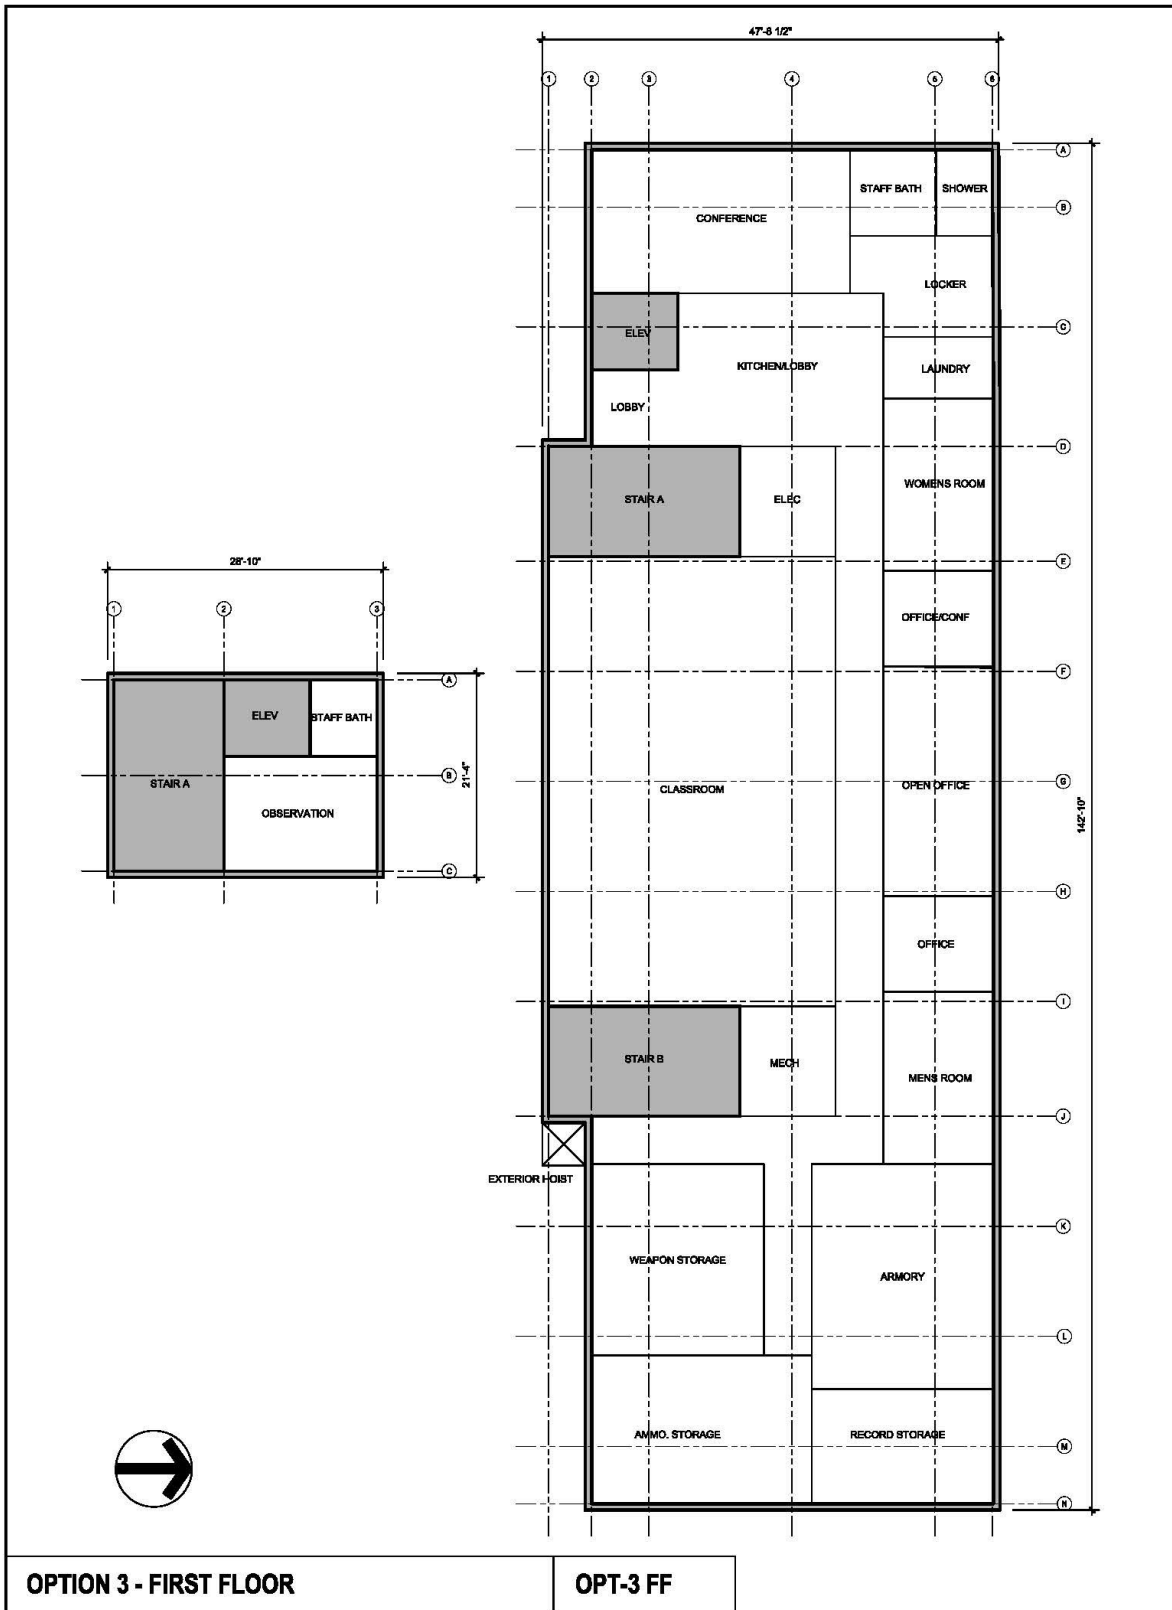 47'-8 1/2"
1 2 3 4 5 6
A
STAFF BATH SHOWER
B
CONFERENCE
LOCKER
C
ELEV
KITCHEN/LOBBY
LAUNDRY
LOBBY
D
WOMENS ROOM
STAIR A
ELEC
28'-10"
E
1 2 3
OFFICE/CONF
F
A
ELEV
STAFF BATH
B
21'-4"
STAIR A
G
OPEN OFFICE
CLASSROOM
OBSERVATION
142'-10"
C
H
OFFICE
I
STAIR B
MECH
MENS ROOM
J
EXTERIOR HOIST
K
WEAPON STORAGE
ARMORY
L
AMMO. STORAGE
RECORD STORAGE
M
N
OPTION 3 - FIRST FLOOR
OPT-3 FF